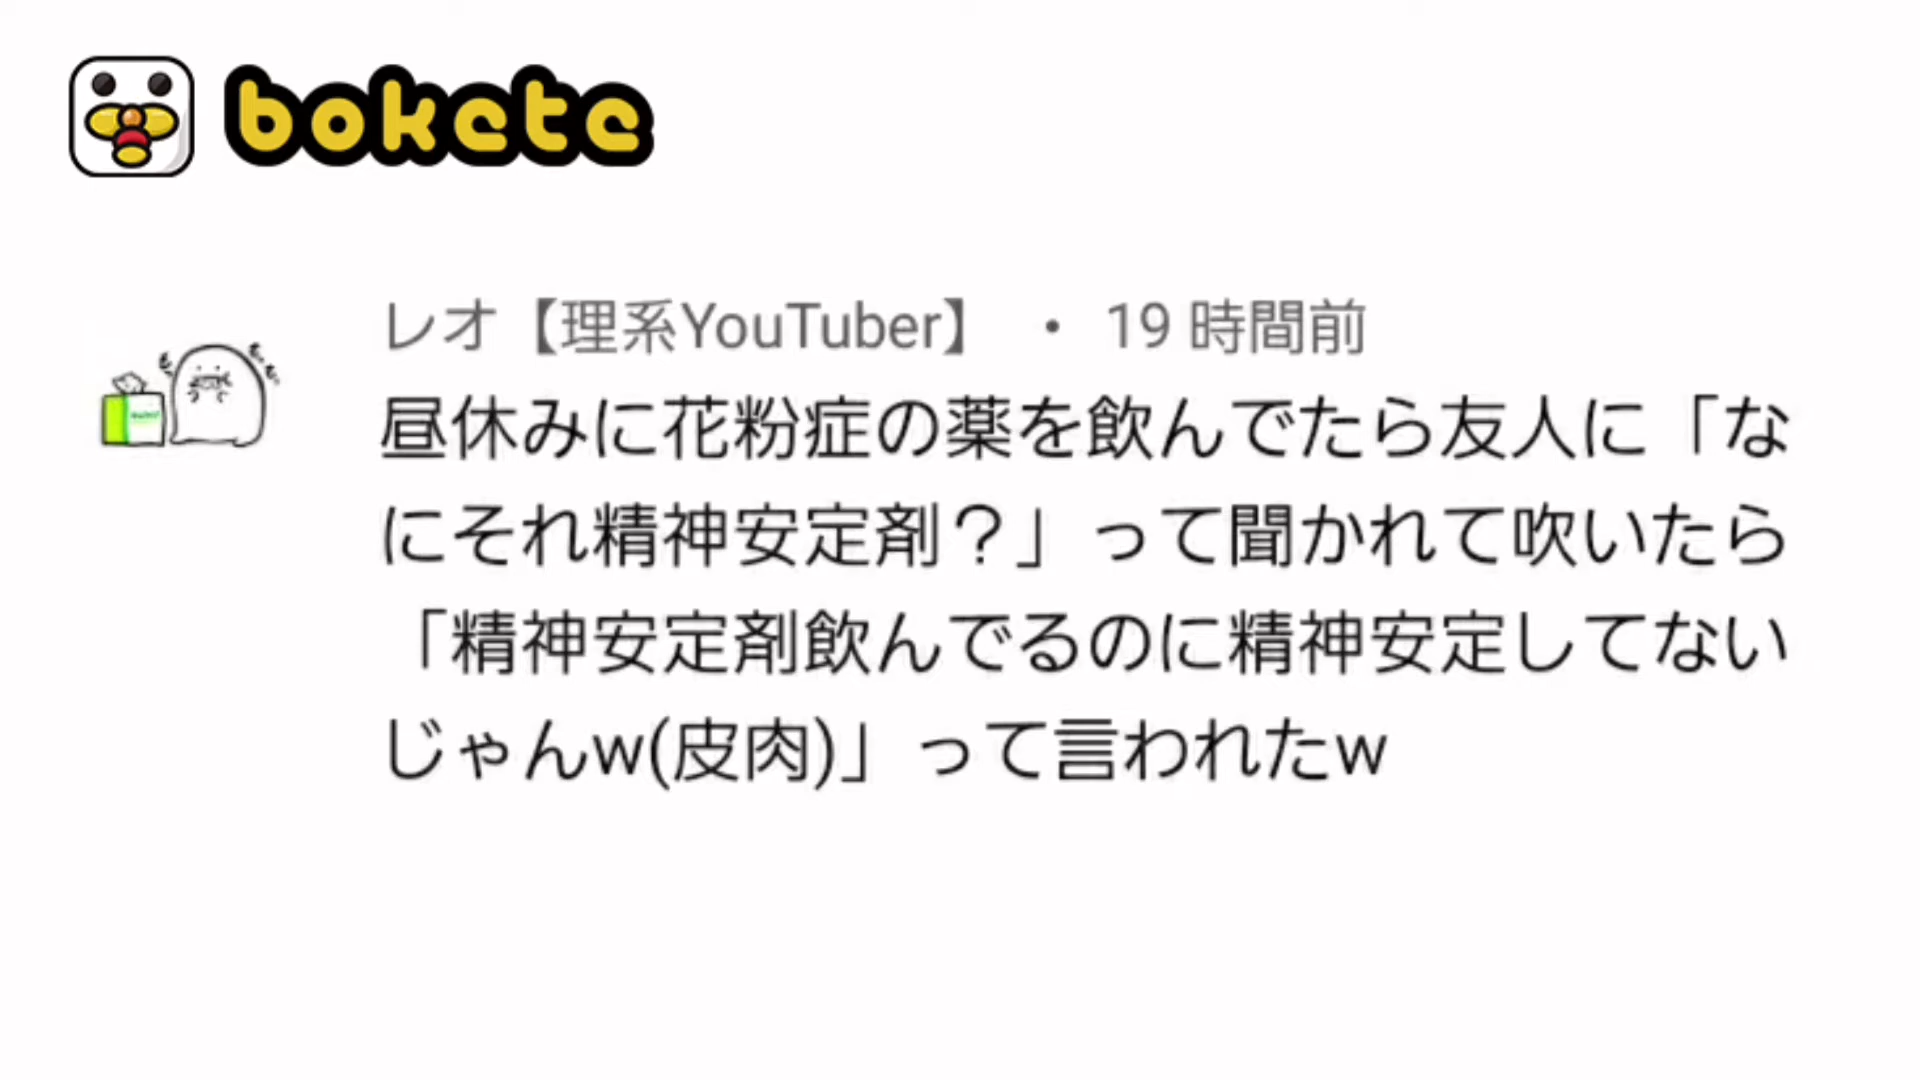 bokete
レオ【理系YouTuber】 ・ 19 時間前
昼休みに花粉症の薬を飲んでたら友人に「な
にそれ精神安定剤？」って聞かれて吹いたら
「精神安定剤飲んでるのに精神安定してない
じゃんw(皮肉)」って言われたw